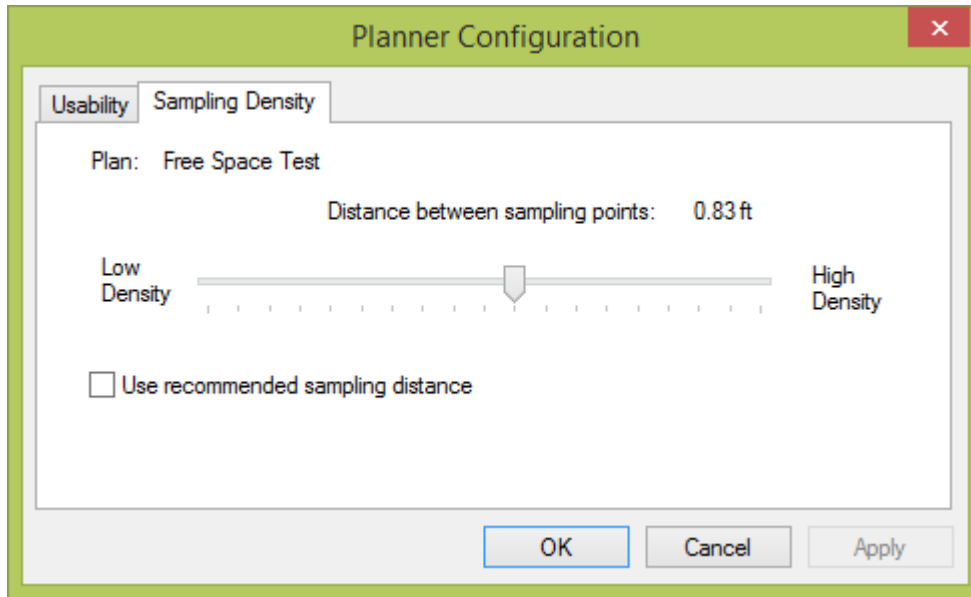 Planner Configuration
Usability
Sampling Density
Plan: Free Space Test
Distance between sampling points: 0.83 ft
Low
Density
High
Density
Use recommended sampling distance
OK
Cancel
Apply